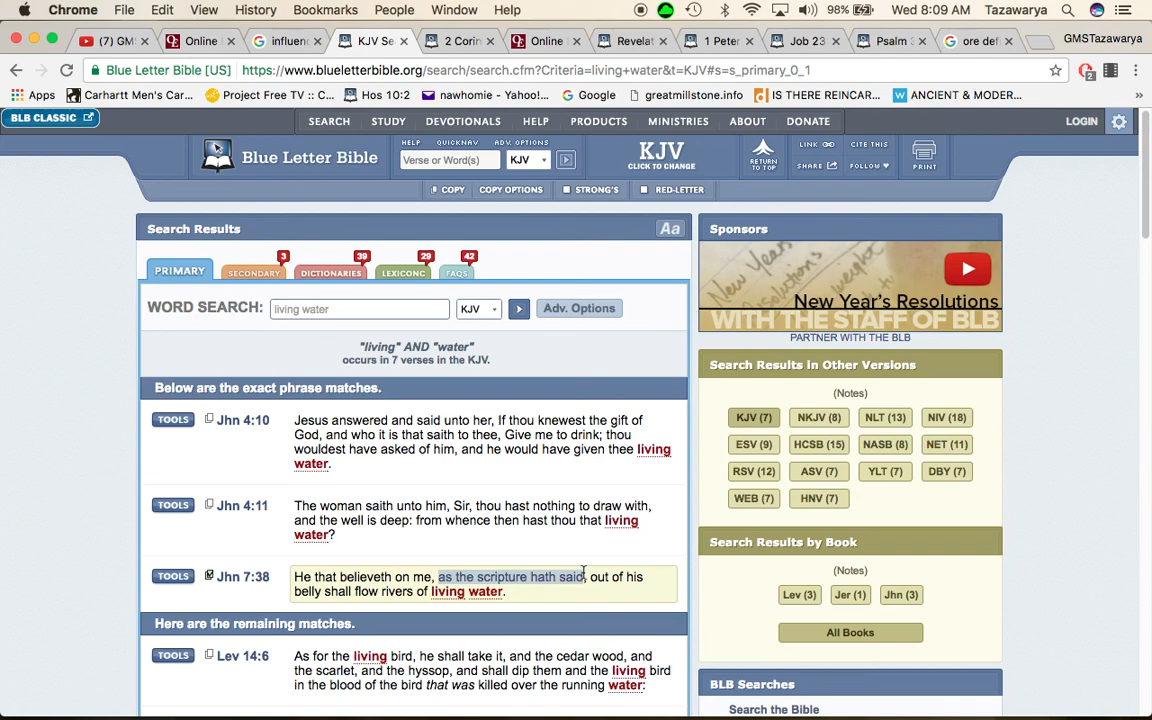 Chrome File Edit View History Bookmarks People Window Help 98% Wed 8:09 AM Tazawarya
(7) GMS Online influenc KJV Se 2 Corin Online Revelat 1 Peter Job 23 Psalm ore defi GMSTazawarya
Blue Letter Bible [US] https://www.blueletterbible.org/search/search.cfm?Criteria=living+water&t=KJV#s=s_primary_0_1 2
Apps Carhartt Men's Car... Project Free TV :: C... Hos 10:2 nawhomie - Yahoo!... Google greatmillstone.info IS THERE REINCAR... ANCIENT & MODER... »
BLB CLASSIC SEARCH STUDY DEVOTIONALS HELP PRODUCTS MINISTRIES ABOUT DONATE LOGIN
HELP QUICKNAV ADV. OPTIONS
Blue Letter Bible Verse or Word(s) KJV
KJV
CLICK TO CHANGE
RETURN
TO TOP
LINK CITE THIS
SHARE FOLLOW PRINT
COPY COPY OPTIONS STRONG'S RED-LETTER
Search Results Aa
3 39 29 42
PRIMARY SECONDARY DICTIONARIES LEXICONC FAQS
WORD SEARCH: living water KJV Adv. Options
"living" AND "water"
occurs in 7 verses in the KJV.
Below are the exact phrase matches.
TOOLS Jhn 4:10 Jesus answered and said unto her, If thou knewest the gift of
God, and who it is that saith to thee, Give me to drink; thou
wouldest have asked of him, and he would have given thee living
water.
TOOLS Jhn 4:11 The woman saith unto him, Sir, thou hast nothing to draw with,
and the well is deep: from whence then hast thou that living
water?
TOOLS Jhn 7:38 He that believeth on me, as the scripture hath said, out of his
belly shall flow rivers of living water.
Here are the remaining matches.
TOOLS Lev 14:6 As for the living bird, he shall take it, and the cedar wood, and
the scarlet, and the hyssop, and shall dip them and the living bird
in the blood of the bird that was killed over the running water:
Sponsors
New Year's Resolutions
WITH THE STAFF OF BLB
PARTNER WITH THE BLB
Search Results in Other Versions
(Notes)
KJV (7) NKJV (8) NLT (13) NIV (18)
ESV (9) HCSB (15) NASB (8) NET (11)
RSV (12) ASV (7) YLT (7) DBY (7)
WEB (7) HNV (7)
Search Results by Book
(Notes)
Lev (3) Jer (1) Jhn (3)
All Books
BLB Searches
Search the Bible